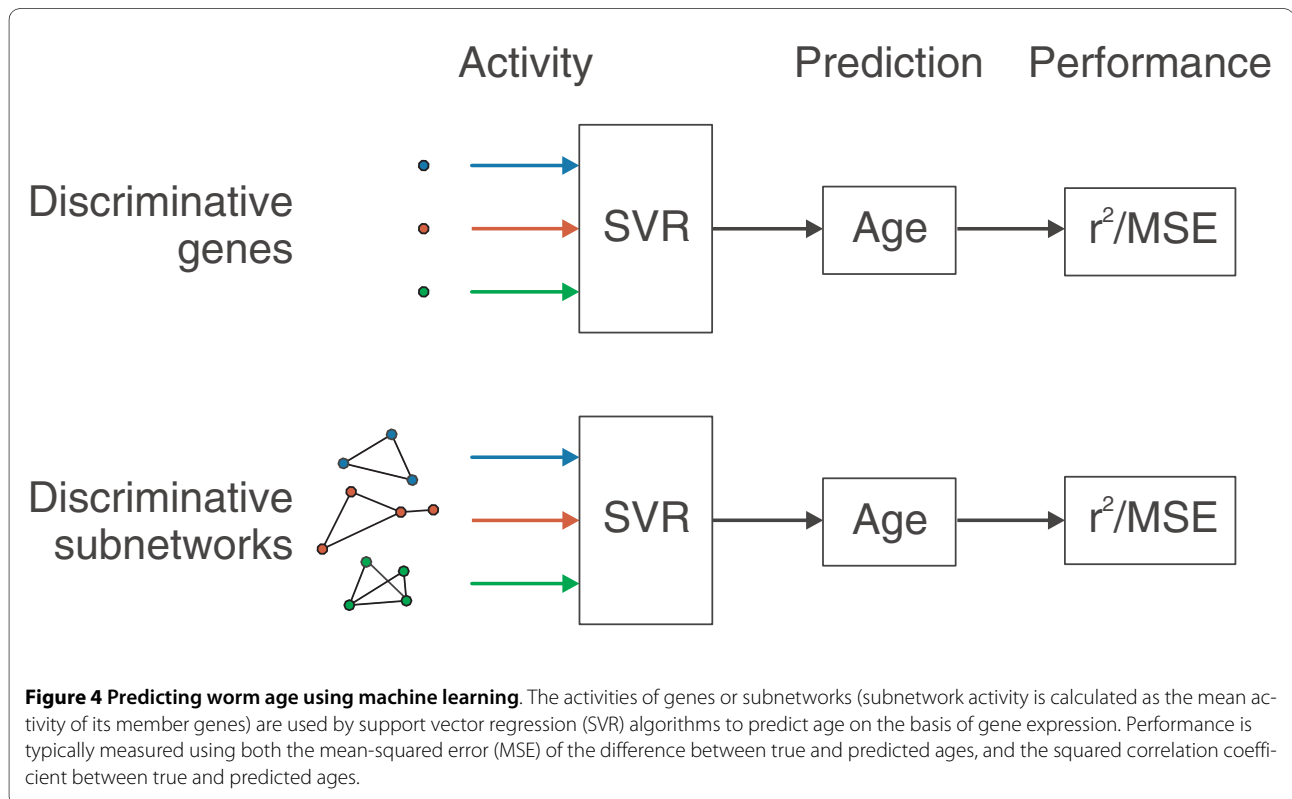 Activity Prediction Performance
Discriminative
genes
SVR
Age
r²/MSE
Discriminative
subnetworks
SVR
Age
r²/MSE
Figure 4 Predicting worm age using machine learning. The activities of genes or subnetworks (subnetwork activity is calculated as the mean ac-
tivity of its member genes) are used by support vector regression (SVR) algorithms to predict age on the basis of gene expression. Performance is
typically measured using both the mean-squared error (MSE) of the difference between true and predicted ages, and the squared correlation coeffi-
cient between true and predicted ages.